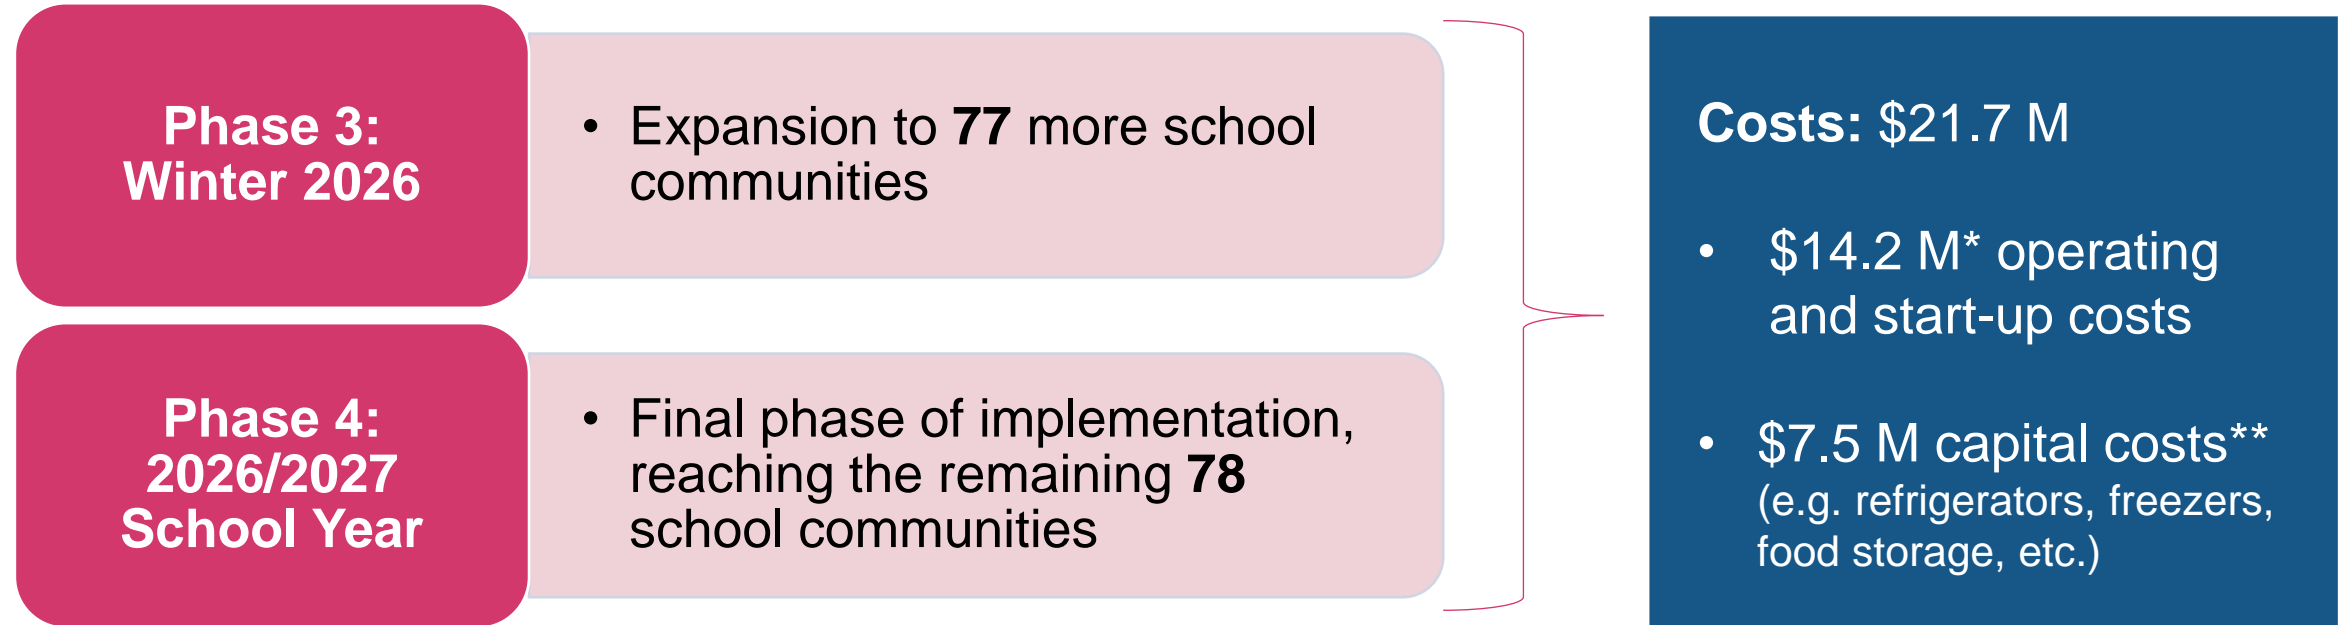 Phase 3:
Winter 2026
• Expansion to 77 more school
communities
Phase 4:
2026/2027
School Year
• Final phase of implementation,
reaching the remaining 78
school communities
Costs: $21.7 M
• $14.2 M* operating
and start-up costs
• $7.5 M capital costs**
(e.g. refrigerators, freezers,
food storage, etc.)